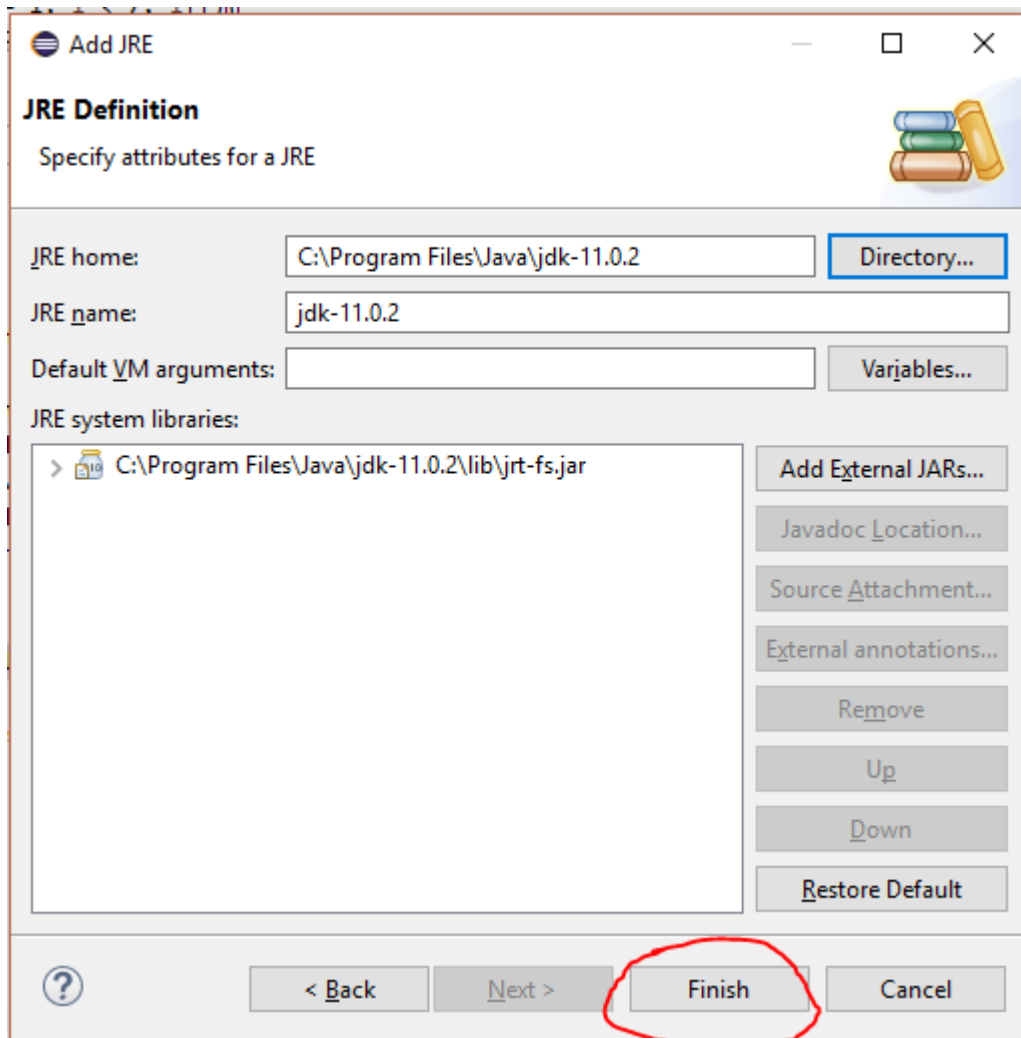 Add JRE
JRE Definition
Specify attributes for a JRE
JRE home: C:\Program Files\Java\jdk-11.0.2 Directory...
JRE name: jdk-11.0.2
Default VM arguments: Variables...
JRE system libraries:
C:\Program Files\Java\jdk-11.0.2\lib\jrt-fs.jar
Add External JARs...
Javadoc Location...
Source Attachment...
External annotations...
Remove
Up
Down
Restore Default
? < Back Next > Finish Cancel